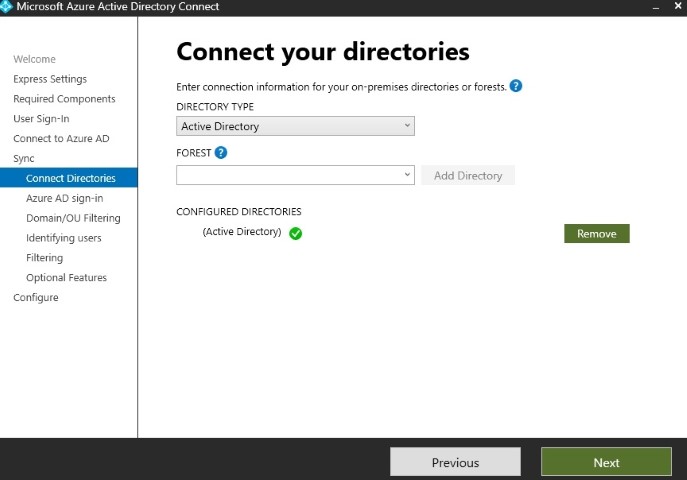 Microsoft Azure Active Directory Connect
Welcome
Express Settings
Required Components
User Sign-In
Connect to Azure AD
Sync
Connect Directories
Azure AD sign-in
Domain/OU Filtering
Identifying users
Filtering
Optional Features
Configure
Connect your directories
Enter connection information for your on-premises directories or forests. ?
DIRECTORY TYPE
Active Directory
FOREST ?
Add Directory
CONFIGURED DIRECTORIES
(Active Directory)
Remove
Previous
Next